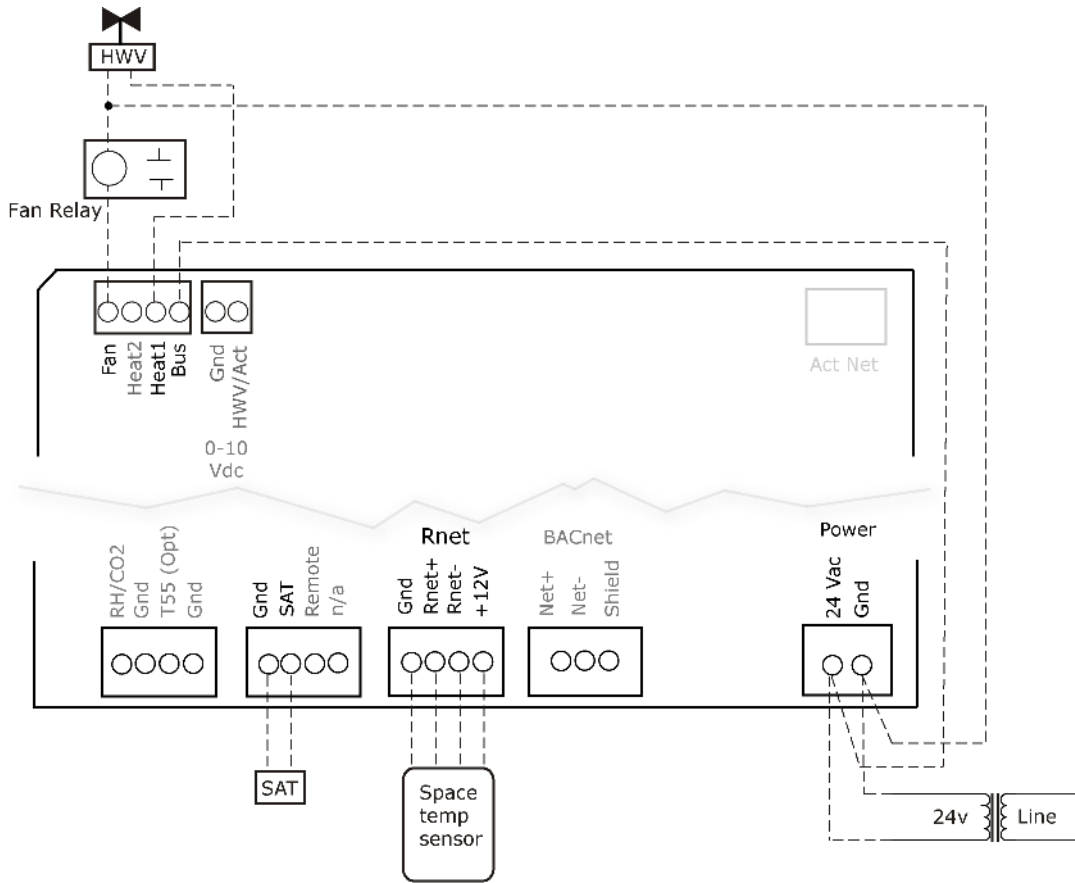 HWV
Fan Relay
Fan
Heat2
Heat1
Bus
Gnd
HWV/Act
0-10
Vdc
Act Net
RH/CO2
Gnd
T55 (Opt)
Gnd
Gnd
SAT
Remote
n/a
Rnet
Gnd
Rnet+
Rnet-
+12V
BACnet
Net+
Net-
Shield
Power
24 Vac
Gnd
SAT
Space
temp
sensor
24v
Line